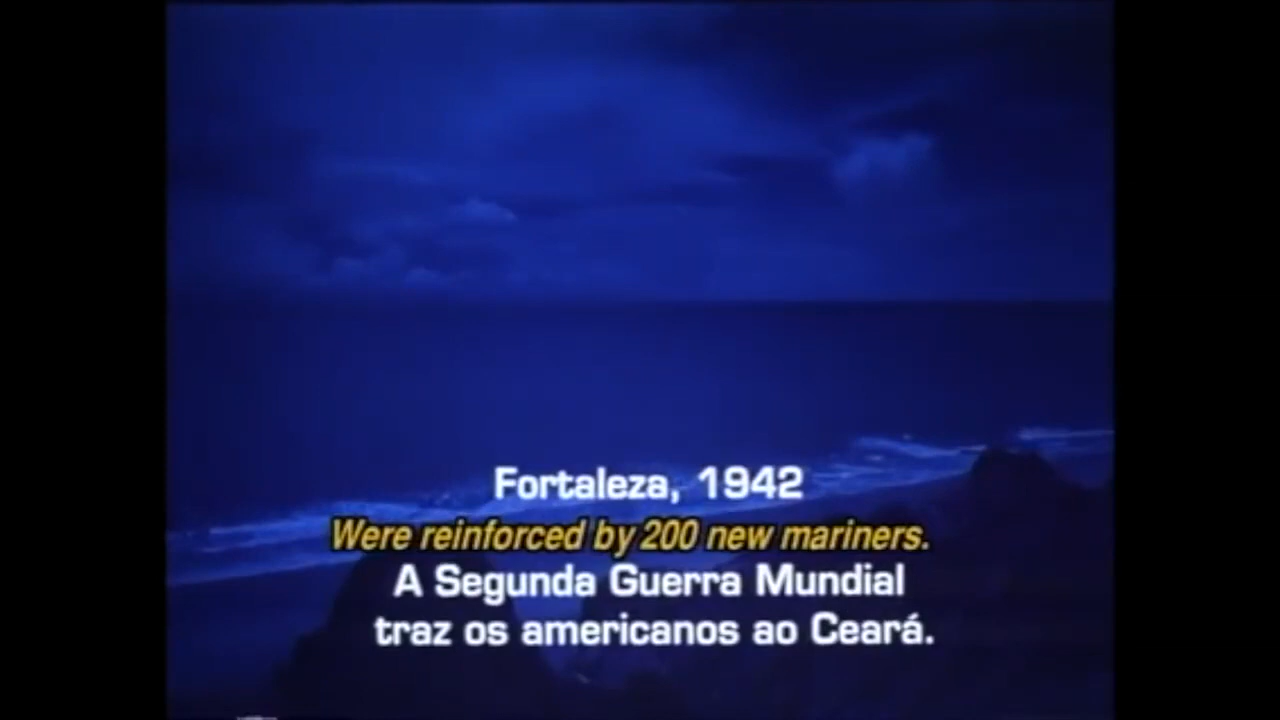 Fortaleza, 1942
Were reinforced by 200 new mariners.
A Segunda Guerra Mundial
traz os americanos ao Ceará.